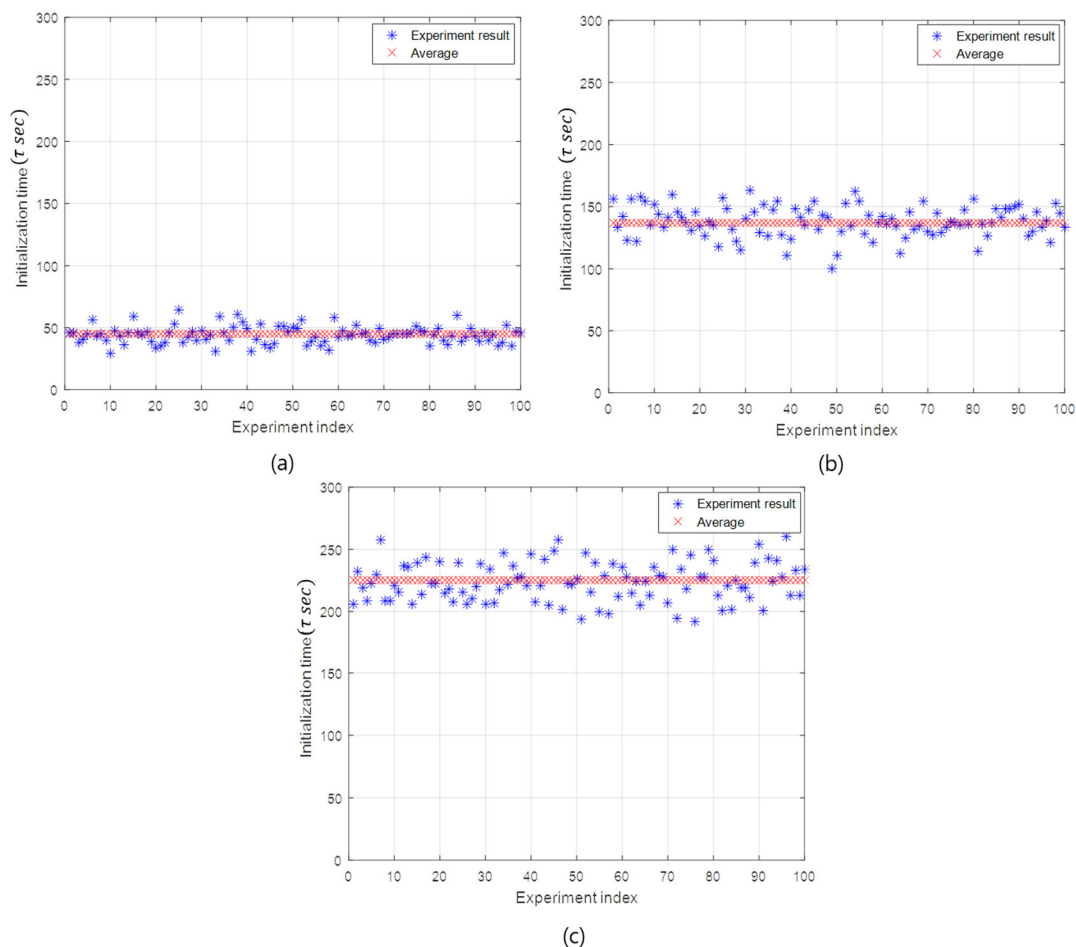 300
250
200
150
100
50
0
Initialization time (τ sec)
Experiment result
Average
0 10 20 30 40 50 60 70 80 90 100
Experiment index
(a)
300
250
200
150
100
50
0
Initialization time (τ sec)
Experiment result
Average
0 10 20 30 40 50 60 70 80 90 100
Experiment index
(b)
300
250
200
150
100
50
0
Initialization time (τ sec)
Experiment result
Average
0 10 20 30 40 50 60 70 80 90 100
Experiment index
(c)